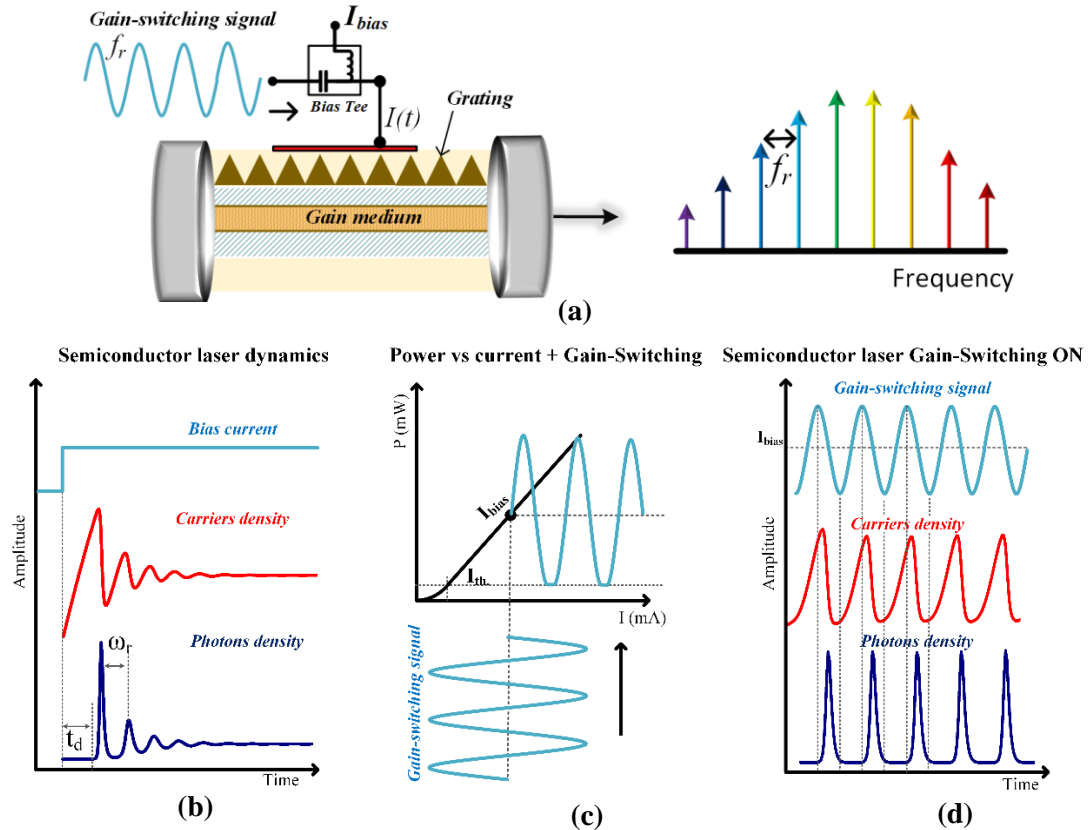 Gain-switching signal
f_r
I_bias
Bias Tee
I(t)
Grating
Gain medium
f_r
Frequency
(a)
Semiconductor laser dynamics
Amplitude
Bias current
Carriers density
Photons density
ω_r
t_d
Time
(b)
Power vs current + Gain-Switching
P (mW)
I_bias
I_th.
I (mA)
Gain-switching signal
(c)
Semiconductor laser Gain-Switching ON
Gain-switching signal
I_bias
Amplitude
Carriers density
Photons density
Time
(d)